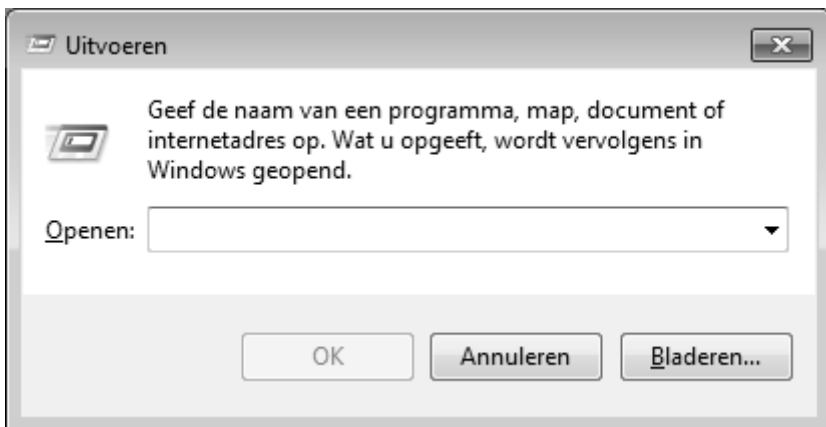 Uitvoeren
Geef de naam van een programma, map, document of
internetadres op. Wat u opgeeft, wordt vervolgens in
Windows geopend.
Openen:
OK Annuleren Bladeren...